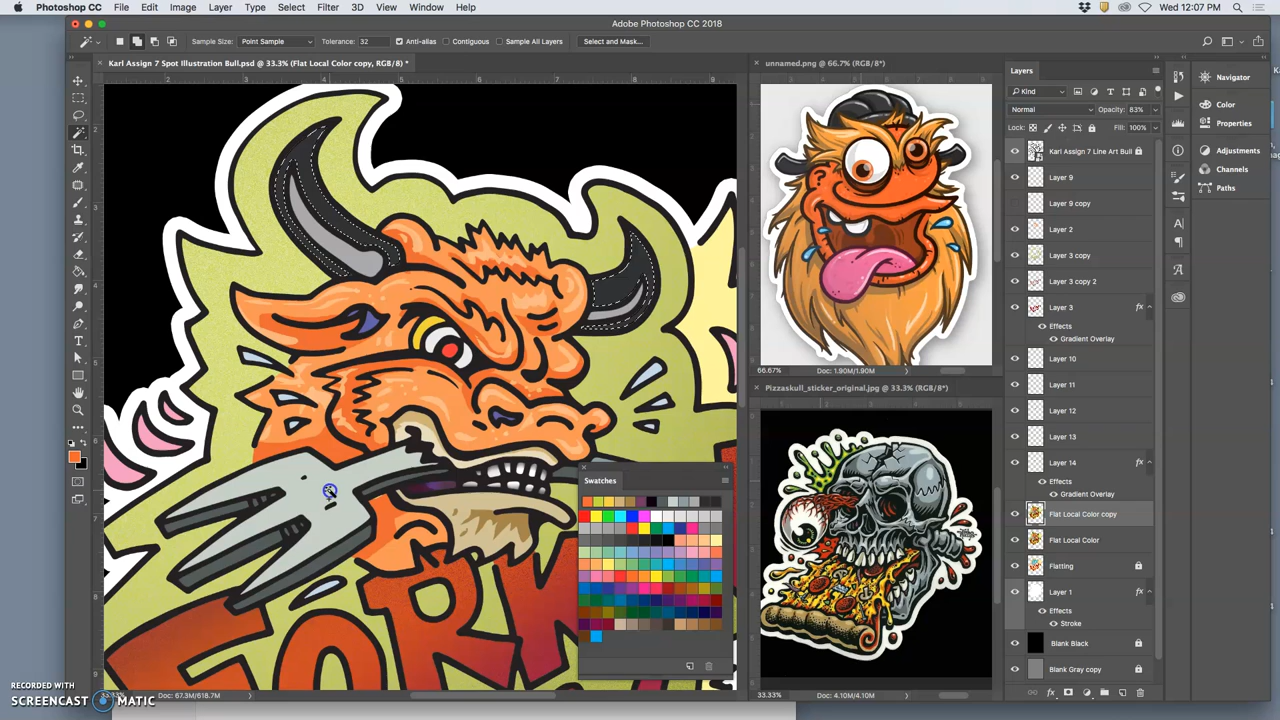 Photoshop CC File Edit Image Layer Type Select Filter 3D View Window Help Wed 12:07 PM
Adobe Photoshop CC 2018
Sample Size: Point Sample Tolerance: 32 Anti-alias Contiguous Sample All Layers Select and Mask...
Karl Assign 7 Spot Illustration Bull.psd @ 33.3% (Flat Local Color copy, RGB/8) *
unnamed.png @ 66.7% (RGB/8*)
66.67% Doc: 1.90M/1.90M
Pizzaskull_sticker_original.jpg @ 33.3% (RGB/8*)
33.33% Doc: 4.10M/4.10M
FORK
Swatches
33.33% Doc: 67.3M/618.7M
Layers
Kind
Normal Opacity: 83%
Lock: Fill: 100%
Karl Assign 7 Line Art Bull
Layer 9
Layer 9 copy
Layer 2
Layer 3 copy
Layer 3 copy 2
Layer 3 fx
Effects
Gradient Overlay
Layer 10
Layer 11
Layer 12
Layer 13
Layer 14 fx
Effects
Gradient Overlay
Flat Local Color copy
Flat Local Color
Flatting
Layer 1 fx
Effects
Stroke
Blank Black
Blank Gray copy
Navigator
Color
Properties
Adjustments
Channels
Paths
RECORDED WITH
SCREENCAST MATIC